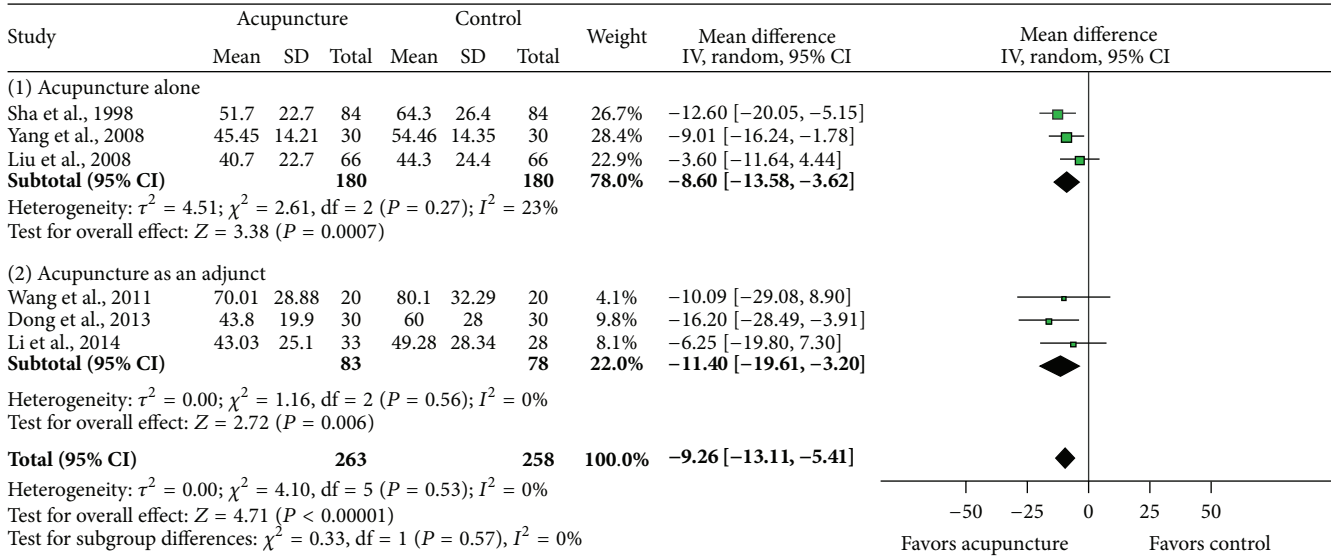 Study Acupuncture Control Weight Mean difference IV, random, 95% CI Mean difference IV, random, 95% CI
Mean SD Total Mean SD Total
(1) Acupuncture alone
Sha et al., 1998 51.7 22.7 84 64.3 26.4 84 26.7% −12.60 [−20.05, −5.15]
Yang et al., 2008 45.45 14.21 30 54.46 14.35 30 28.4% −9.01 [−16.24, −1.78]
Liu et al., 2008 40.7 22.7 66 44.3 24.4 66 22.9% −3.60 [−11.64, 4.44]
Subtotal (95% CI) 180 180 78.0% −8.60 [−13.58, −3.62]
Heterogeneity: τ² = 4.51; χ² = 2.61, df = 2 (P = 0.27); I² = 23%
Test for overall effect: Z = 3.38 (P = 0.0007)
(2) Acupuncture as an adjunct
Wang et al., 2011 70.01 28.88 20 80.1 32.29 20 4.1% −10.09 [−29.08, 8.90]
Dong et al., 2013 43.8 19.9 30 60 28 30 9.8% −16.20 [−28.49, −3.91]
Li et al., 2014 43.03 25.1 33 49.28 28.34 28 8.1% −6.25 [−19.80, 7.30]
Subtotal (95% CI) 83 78 22.0% −11.40 [−19.61, −3.20]
Heterogeneity: τ² = 0.00; χ² = 1.16, df = 2 (P = 0.56); I² = 0%
Test for overall effect: Z = 2.72 (P = 0.006)
Total (95% CI) 263 258 100.0% −9.26 [−13.11, −5.41]
Heterogeneity: τ² = 0.00; χ² = 4.10, df = 5 (P = 0.53); I² = 0%
Test for overall effect: Z = 4.71 (P < 0.00001)
Test for subgroup differences: χ² = 0.33, df = 1 (P = 0.57), I² = 0%
−50 −25 0 25 50
Favors acupuncture Favors control